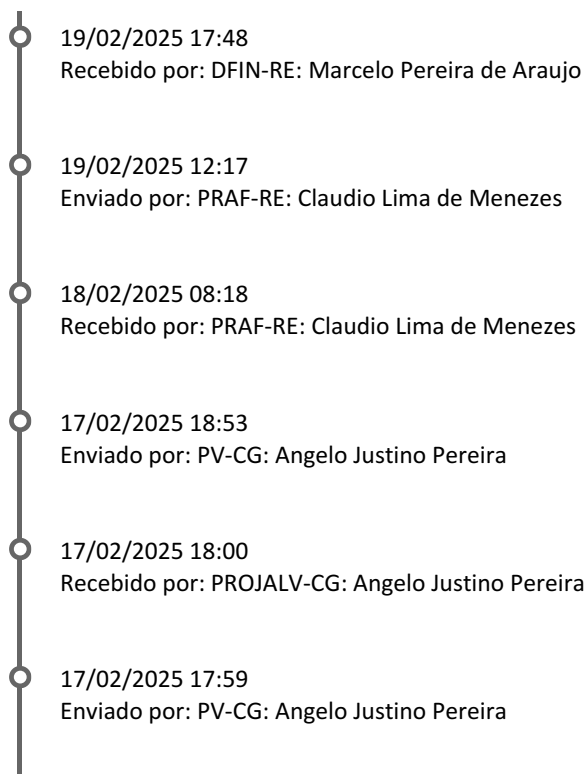 19/02/2025 17:48
Recebido por: DFIN-RE: Marcelo Pereira de Araujo
19/02/2025 12:17
Enviado por: PRAF-RE: Claudio Lima de Menezes
18/02/2025 08:18
Recebido por: PRAF-RE: Claudio Lima de Menezes
17/02/2025 18:53
Enviado por: PV-CG: Angelo Justino Pereira
17/02/2025 18:00
Recebido por: PROJALV-CG: Angelo Justino Pereira
17/02/2025 17:59
Enviado por: PV-CG: Angelo Justino Pereira